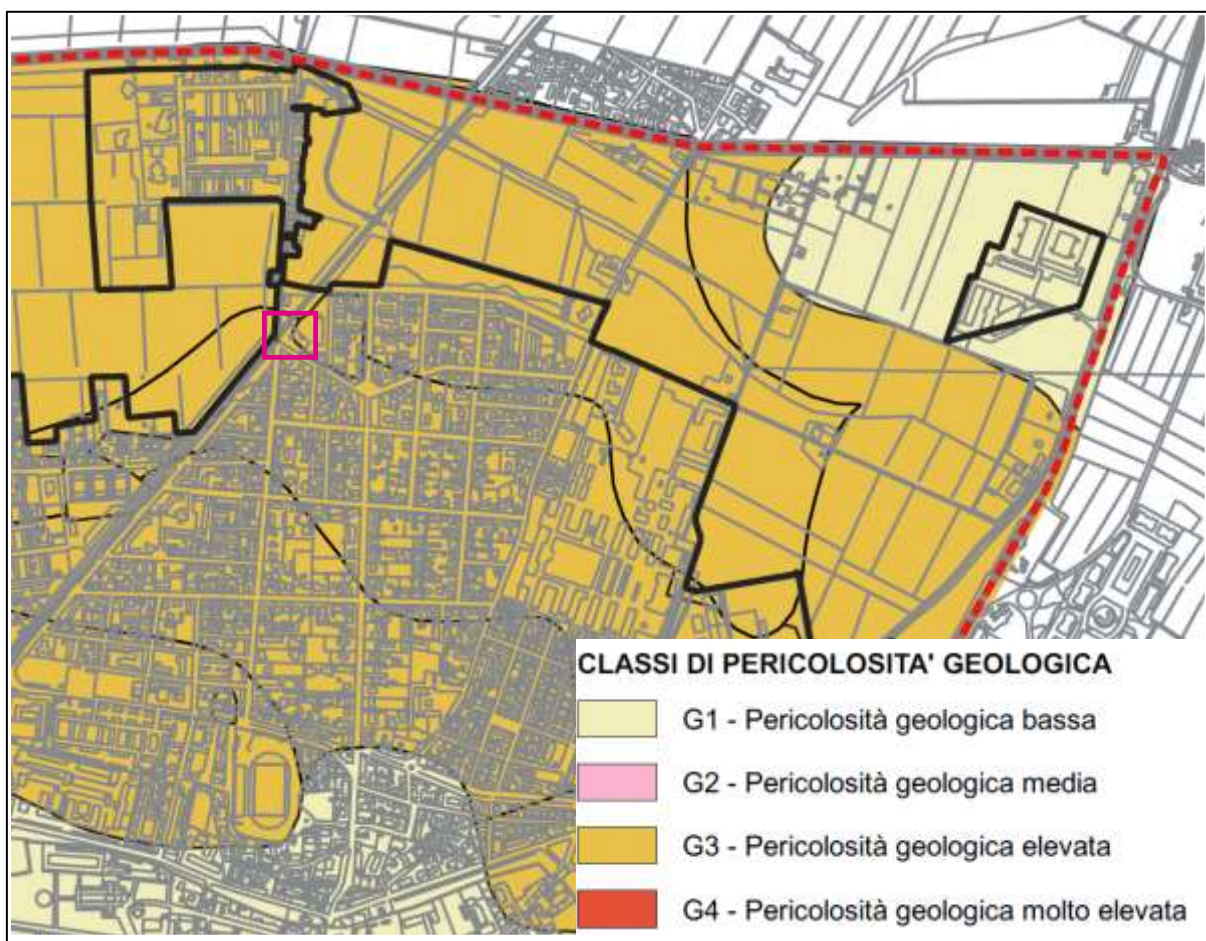 CLASSI DI PERICOLOSITA' GEOLOGICA
G1 - Pericolosità geologica bassa
G2 - Pericolosità geologica media
G3 - Pericolosità geologica elevata
G4 - Pericolosità geologica molto elevata